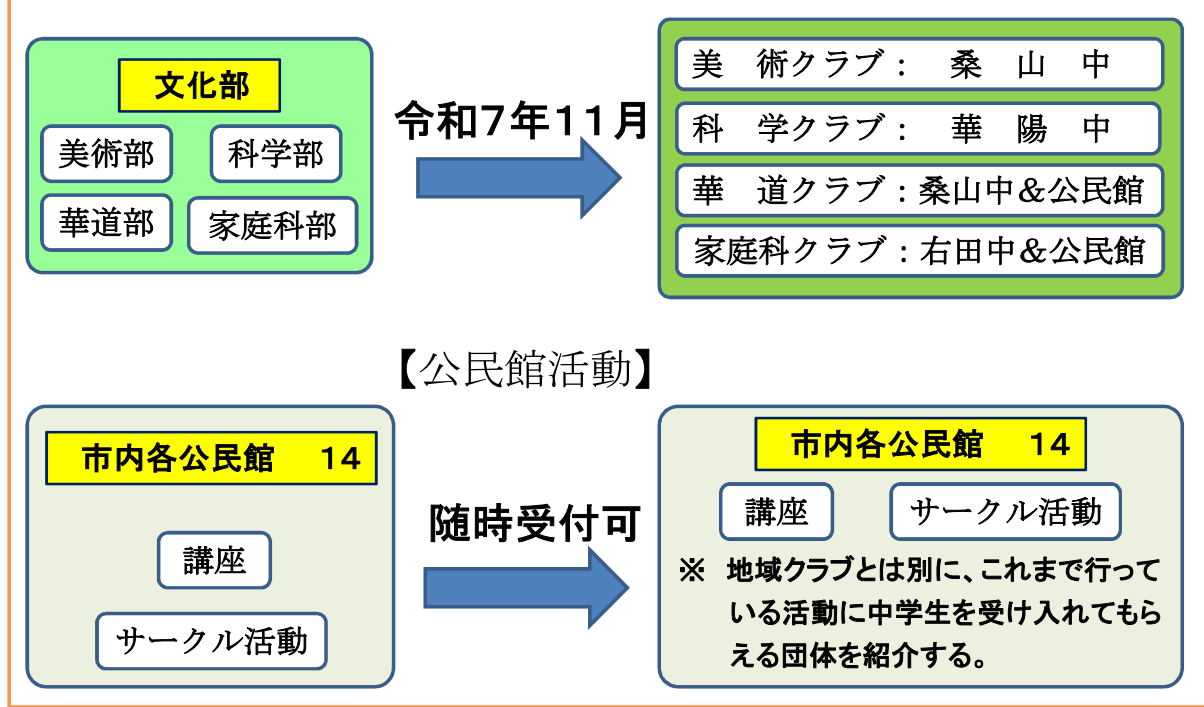 文化部
美術部
科学部
華道部
家庭科部
令和7年11月
美　術クラブ：　桑　山　中
科　学クラブ：　華　陽　中
華　道クラブ：桑山中＆公民館
家庭科クラブ：右田中＆公民館
【公民館活動】
市内各公民館　14
講座
サークル活動
随時受付可
市内各公民館　14
講座
サークル活動
※　地域クラブとは別に、これまで行って
いる活動に中学生を受け入れてもら
える団体を紹介する。